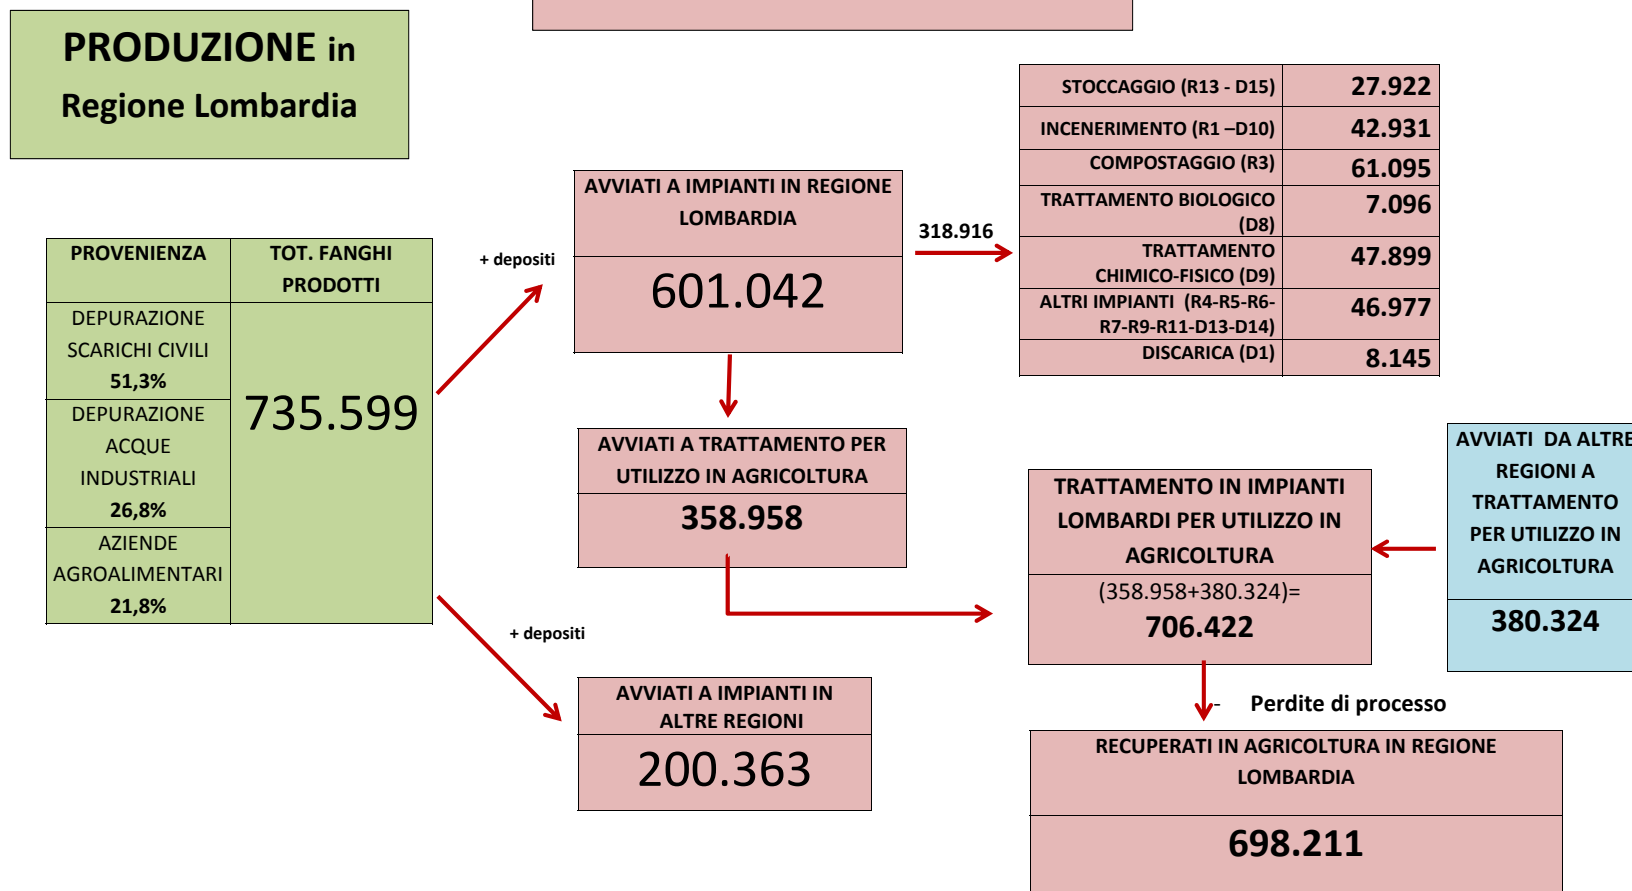 PRODUZIONE in
Regione Lombardia
PROVENIENZA
TOT. FANGHI
PRODOTTI
DEPURAZIONE
SCARICHI CIVILI
51,3%
DEPURAZIONE
ACQUE
INDUSTRIALI
26,8%
AZIENDE
AGROALIMENTARI
21,8%
735.599
+ depositi
+ depositi
AVVIATI A IMPIANTI IN REGIONE
LOMBARDIA
601.042
318.916
STOCCAGGIO (R13 - D15) 27.922
INCENERIMENTO (R1 –D10) 42.931
COMPOSTAGGIO (R3) 61.095
TRATTAMENTO BIOLOGICO
(D8) 7.096
TRATTAMENTO
CHIMICO-FISICO (D9) 47.899
ALTRI IMPIANTI (R4-R5-R6-
R7-R9-R11-D13-D14) 46.977
DISCARICA (D1) 8.145
AVVIATI A TRATTAMENTO PER
UTILIZZO IN AGRICOLTURA
358.958
AVVIATI A IMPIANTI IN
ALTRE REGIONI
200.363
TRATTAMENTO IN IMPIANTI
LOMBARDI PER UTILIZZO IN
AGRICOLTURA
(358.958+380.324)=
706.422
AVVIATI DA ALTRE
REGIONI A
TRATTAMENTO
PER UTILIZZO IN
AGRICOLTURA
380.324
- Perdite di processo
RECUPERATI IN AGRICOLTURA IN REGIONE
LOMBARDIA
698.211